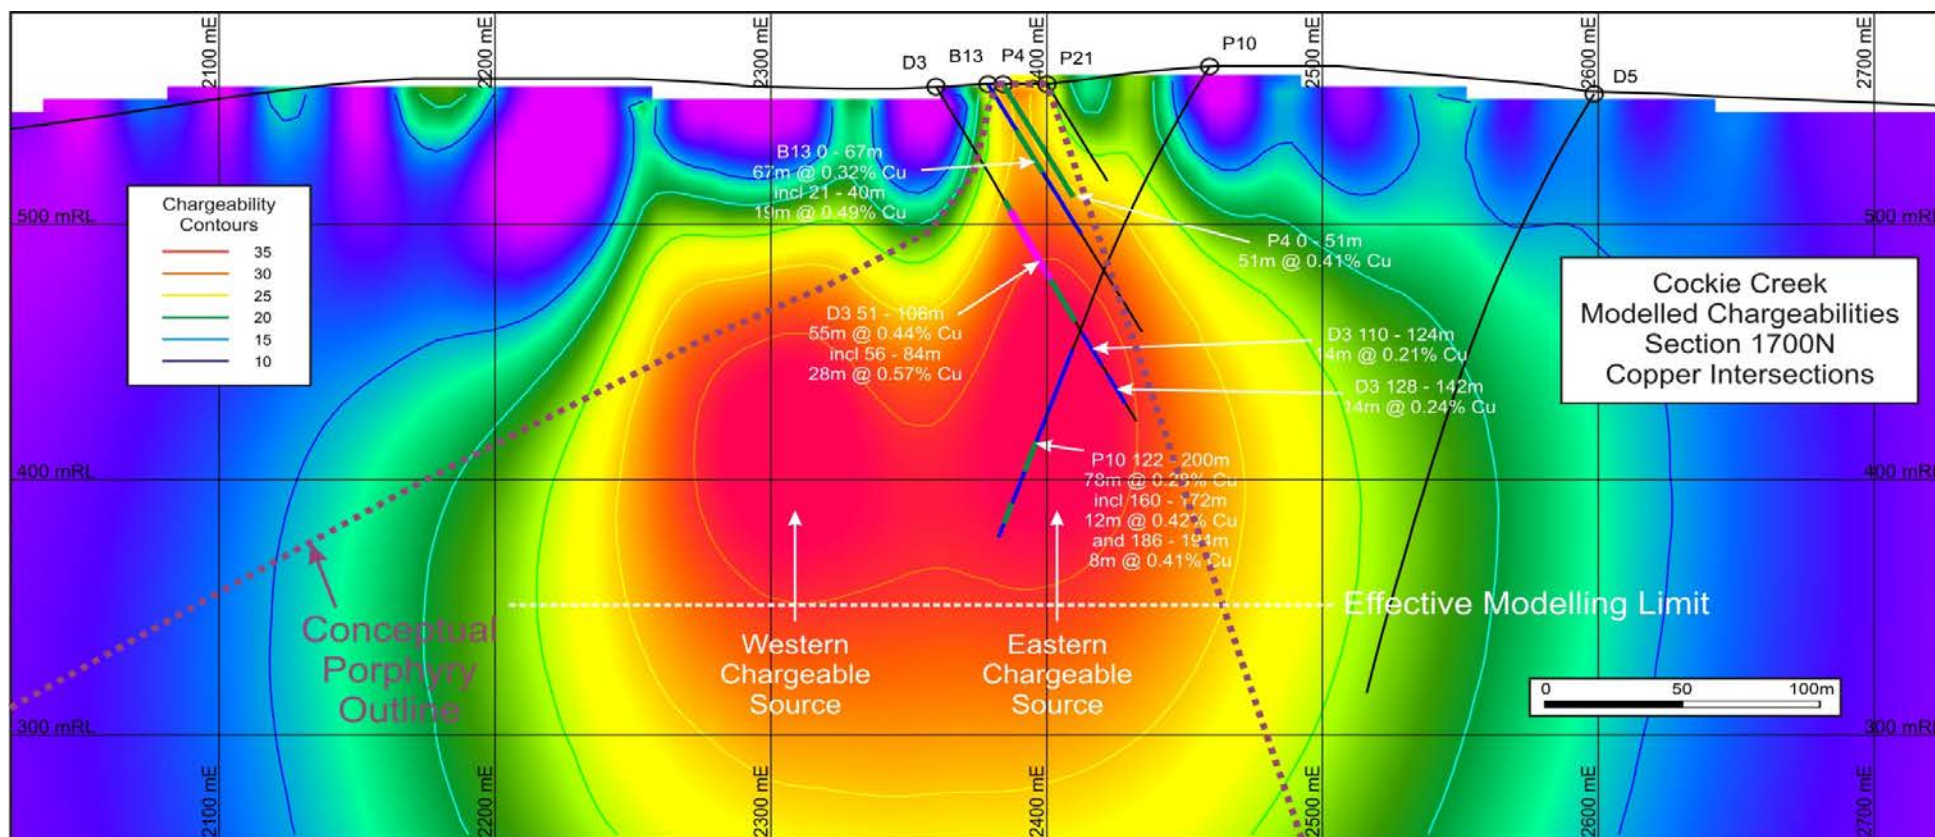 2100 mE
2200 mE
2300 mE
2400 mE
2500 mE
2600 mE
2700 mE
D3
B13
P4
P21
P10
D5
B13 0 - 67m
67m @ 0.32% Cu
incl 21 - 40m
19m @ 0.49% Cu
Chargeability
Contours
35
30
25
20
15
10
500 mRL
500 mRL
P4 0 - 51m
51m @ 0.41% Cu
Cockie Creek
Modelled Chargeabilities
Section 1700N
Copper Intersections
D3 51 - 106m
55m @ 0.44% Cu
incl 56 - 84m
28m @ 0.57% Cu
D3 110 - 124m
14m @ 0.21% Cu
D3 128 - 142m
14m @ 0.24% Cu
400 mRL
400 mRL
P10 122 - 200m
78m @ 0.29% Cu
incl 160 - 172m
12m @ 0.42% Cu
and 186 - 194m
8m @ 0.41% Cu
Effective Modelling Limit
Conceptual
Porphyry
Outline
Western
Chargeable
Source
Eastern
Chargeable
Source
0 50 100m
300 mRL
300 mRL
2100 mE
2200 mE
2300 mE
2400 mE
2500 mE
2600 mE
2700 mE